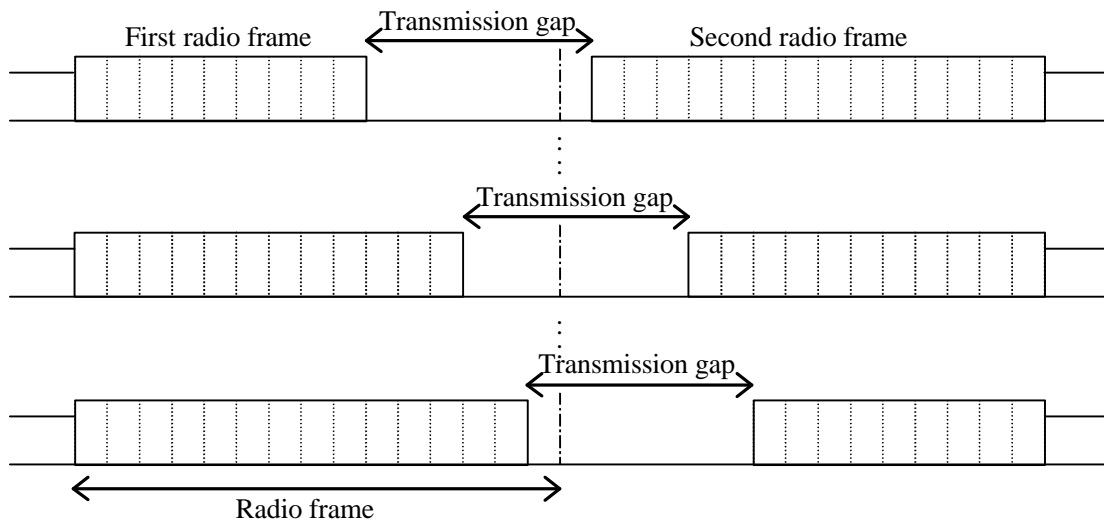 Transmission gap
First radio frame
Second radio frame
Transmission gap
Transmission gap
Radio frame